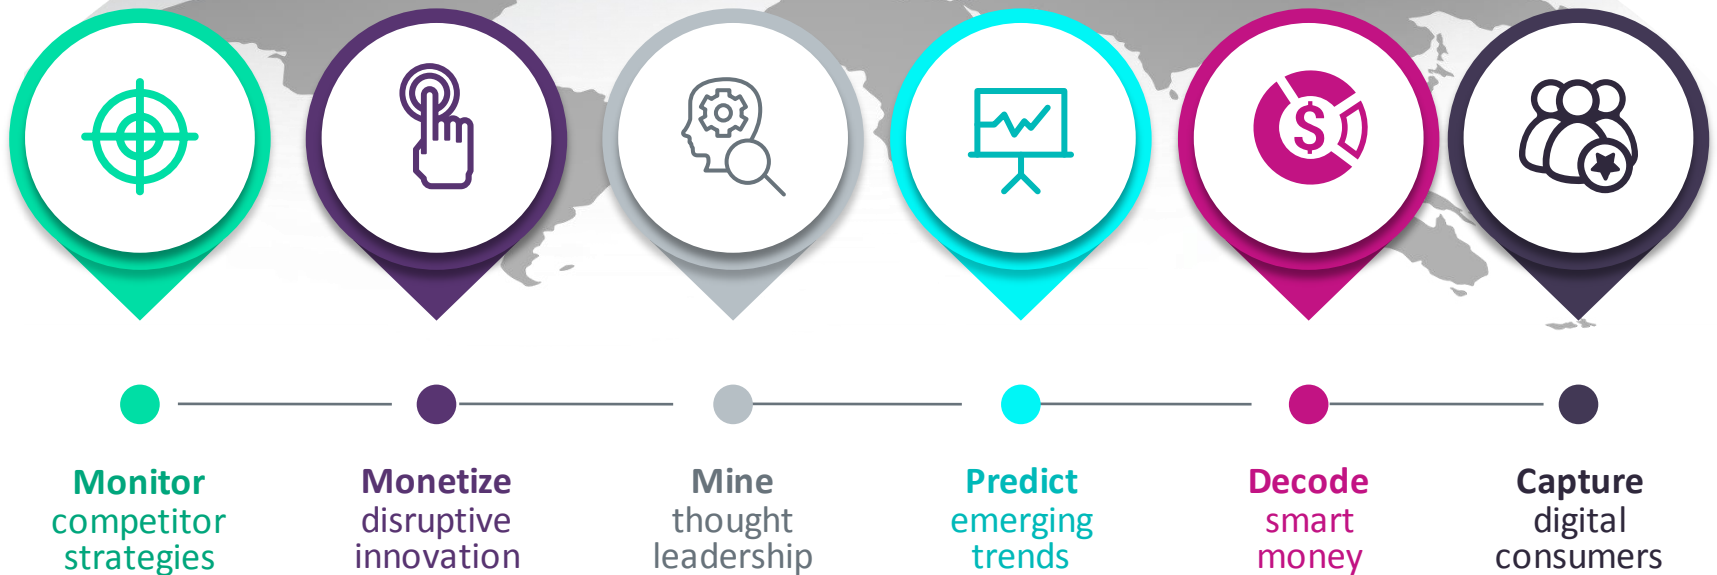 Monitor
competitor
strategies
Monetize
disruptive
innovation
Mine
thought
leadership
Predict
emerging
trends
Decode
smart
money
Capture
digital
consumers